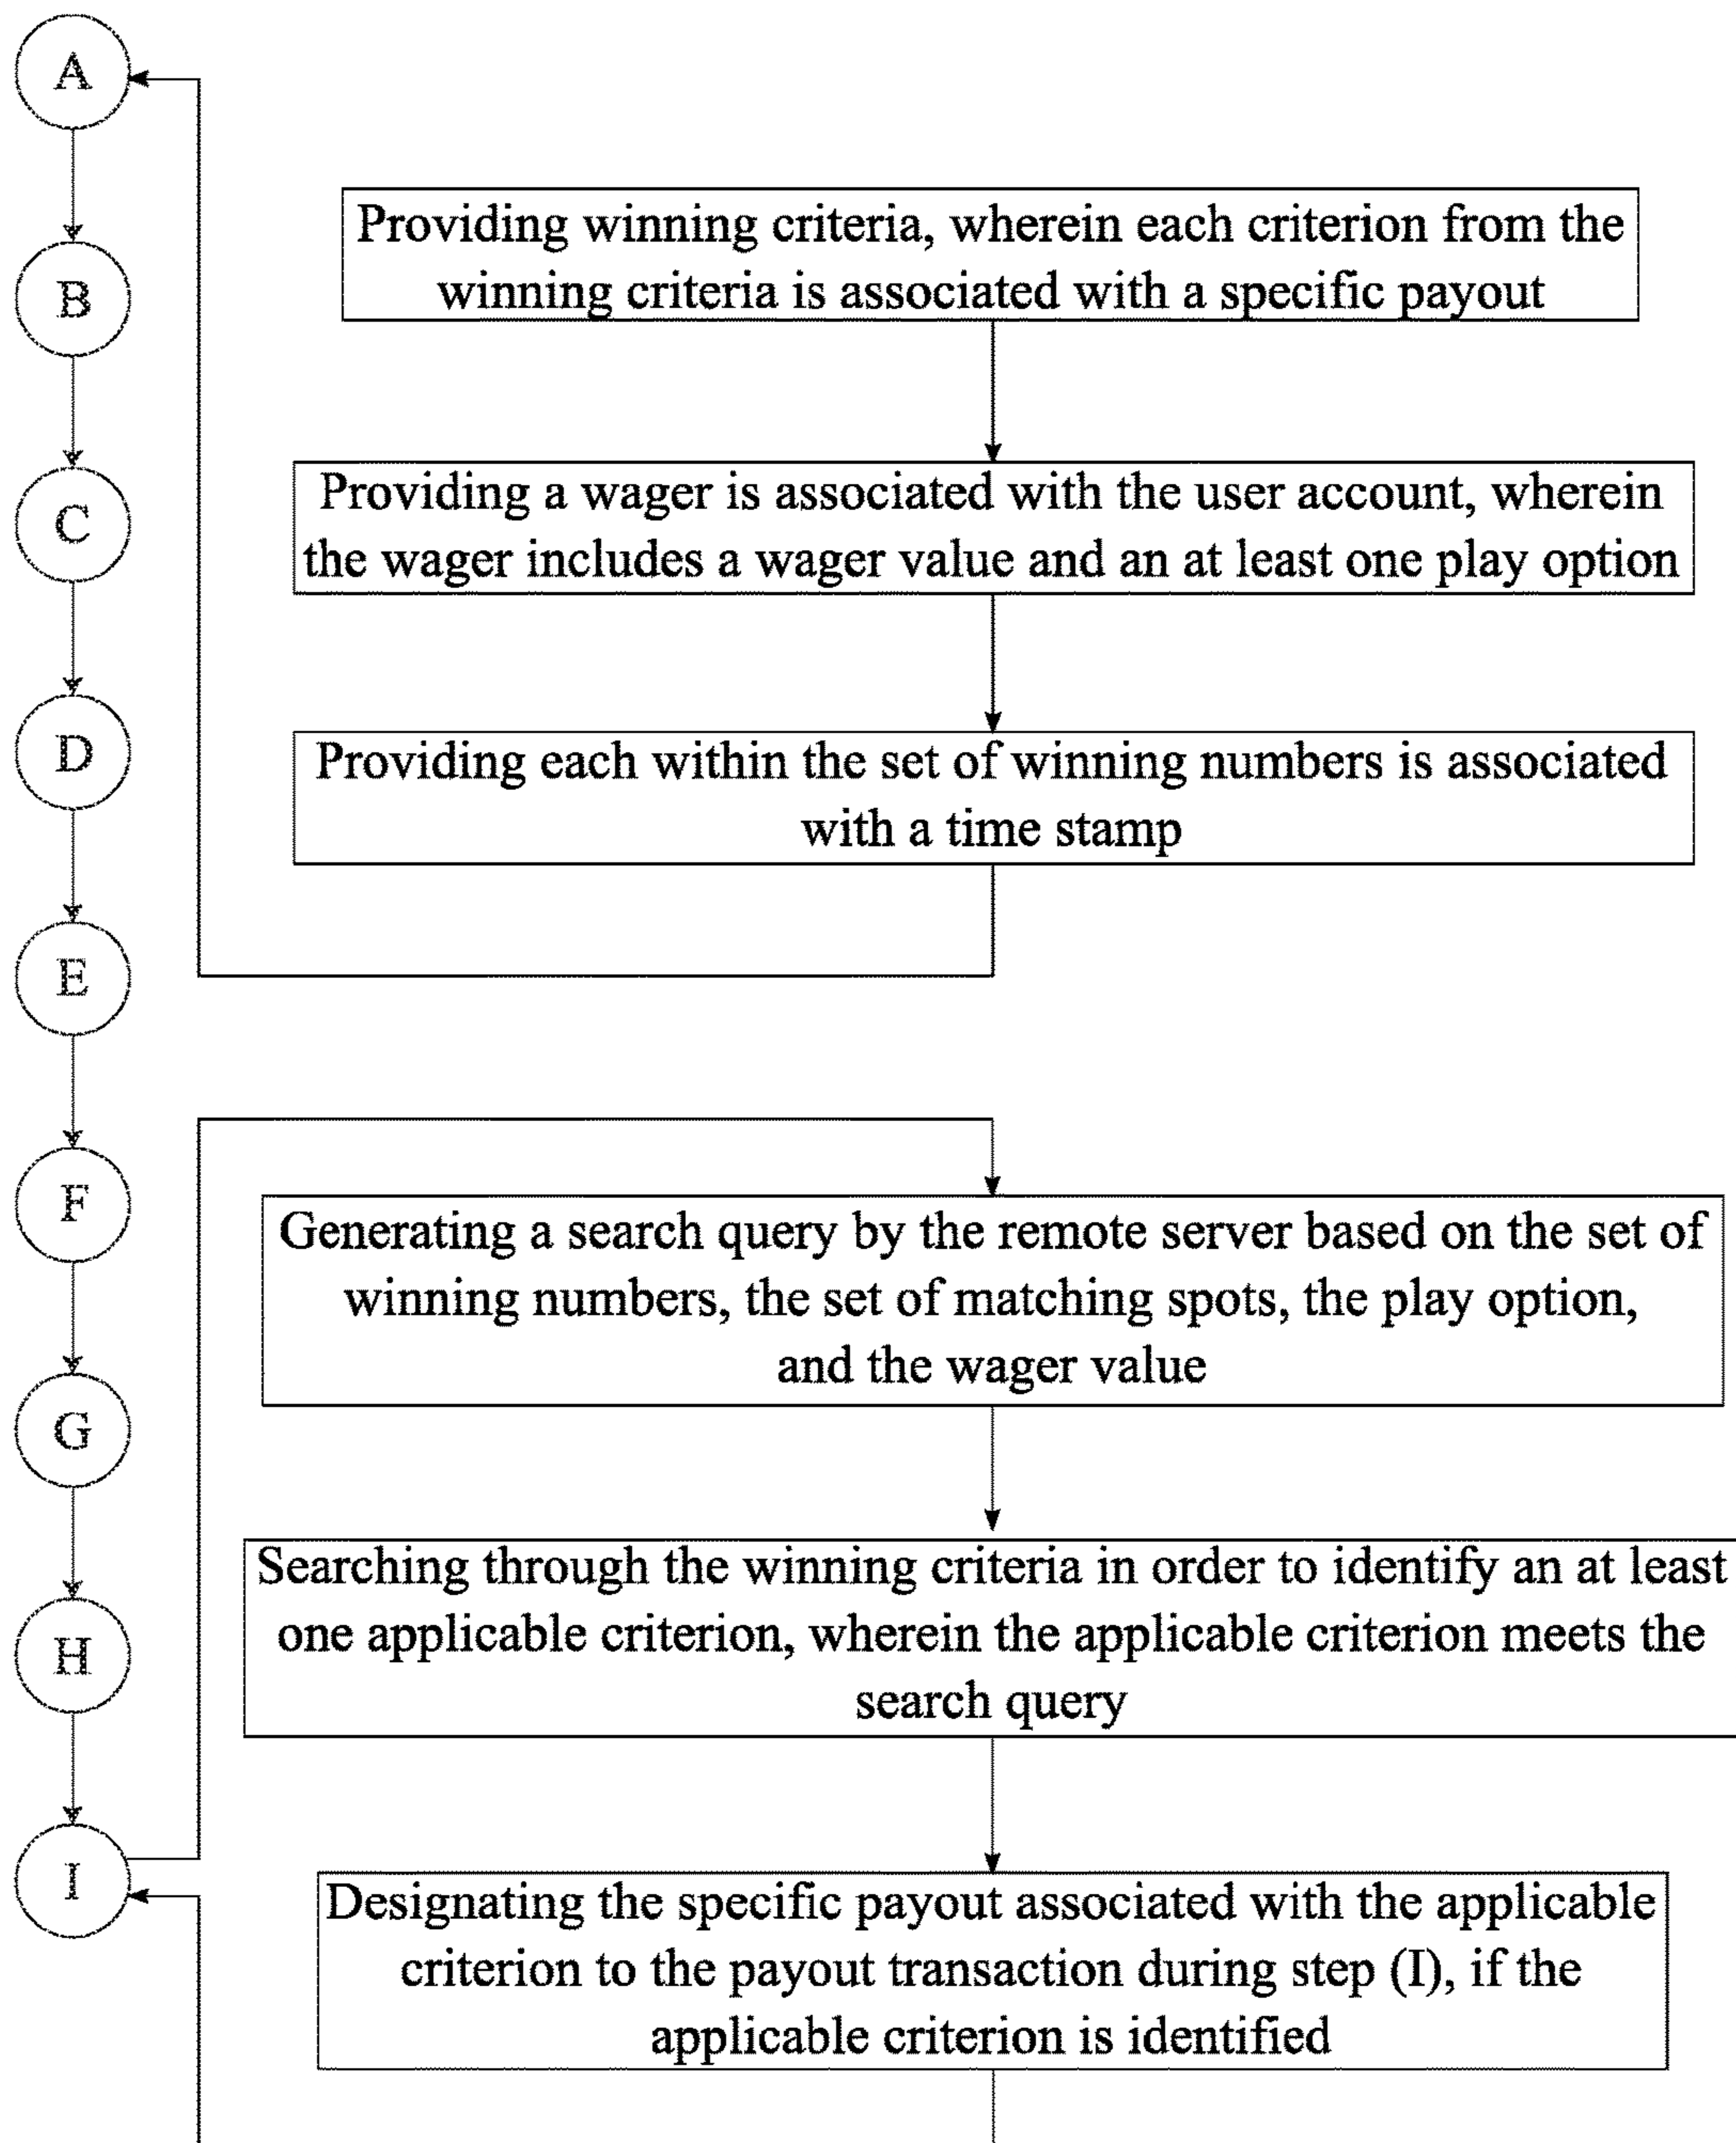 A
B
C
D
E
F
G
H
I
Providing winning criteria, wherein each criterion from the
winning criteria is associated with a specific payout
Providing a wager is associated with the user account, wherein
the wager includes a wager value and an at least one play option
Providing each within the set of winning numbers is associated
with a time stamp
Generating a search query by the remote server based on the set of
winning numbers, the set of matching spots, the play option,
and the wager value
Searching through the winning criteria in order to identify an at least
one applicable criterion, wherein the applicable criterion meets the
search query
Designating the specific payout associated with the applicable
criterion to the payout transaction during step (I), if the
applicable criterion is identified